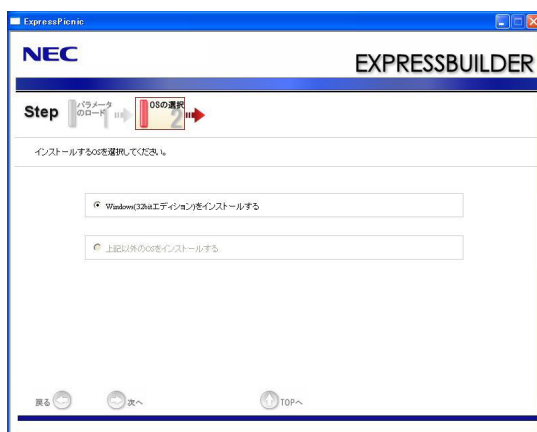 ExpressPicnic
NEC
EXPRESSBUILDER
Step パラメータのロード 1 OSの選択 2
インストールするOSを選択してください。
Windows(32bitエディション)をインストールする
上記以外のOSをインストールする
戻る 次へ TOPへ